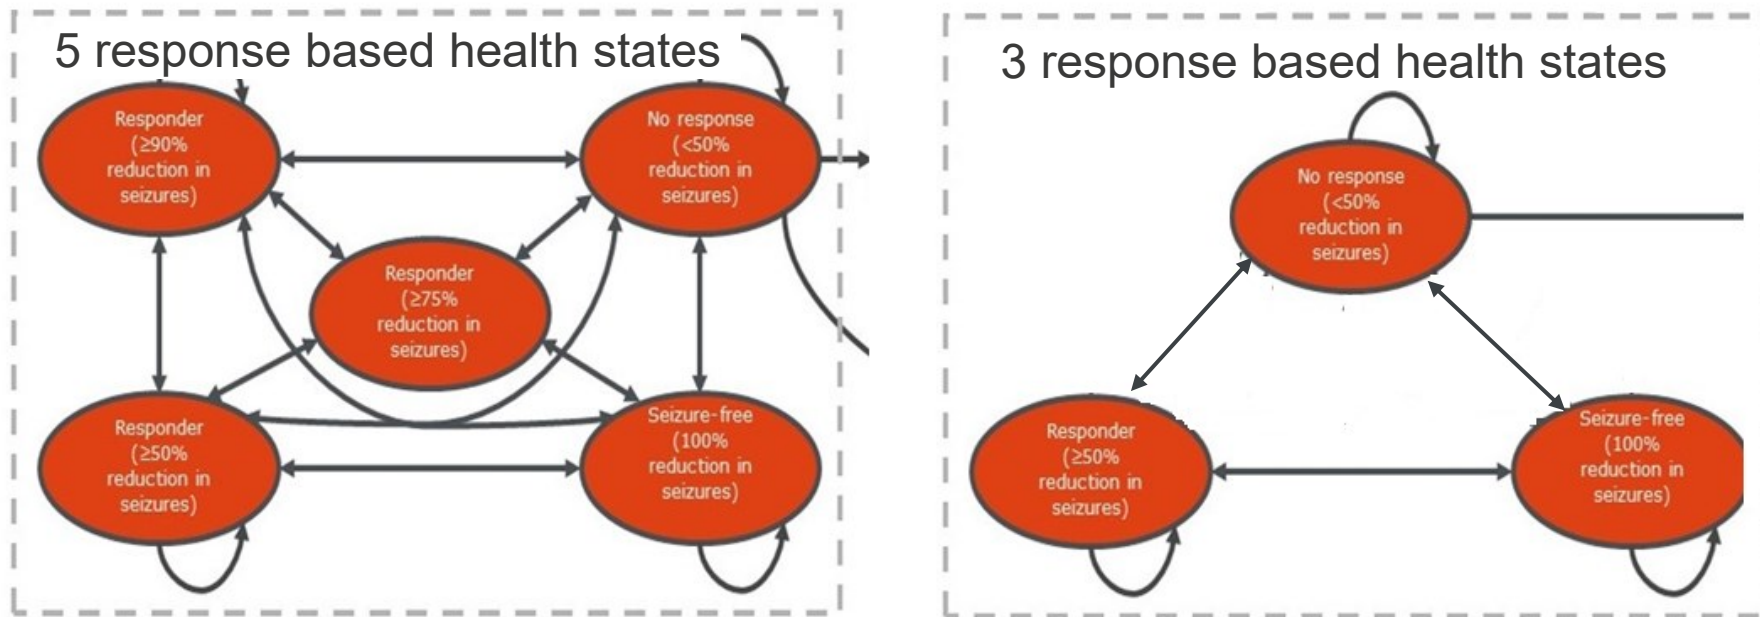 5 response based health states
Responder
(≥90%
reduction in
seizures)
No response
(<50%
reduction in
seizures)
Responder
(≥75%
reduction in
seizures)
Responder
(≥50%
reduction in
seizures)
Seizure-free
(100%
reduction in
seizures)
3 response based health states
No response
(<50%
reduction in
seizures)
Responder
(≥50%
reduction in
seizures)
Seizure-free
(100%
reduction in
seizures)